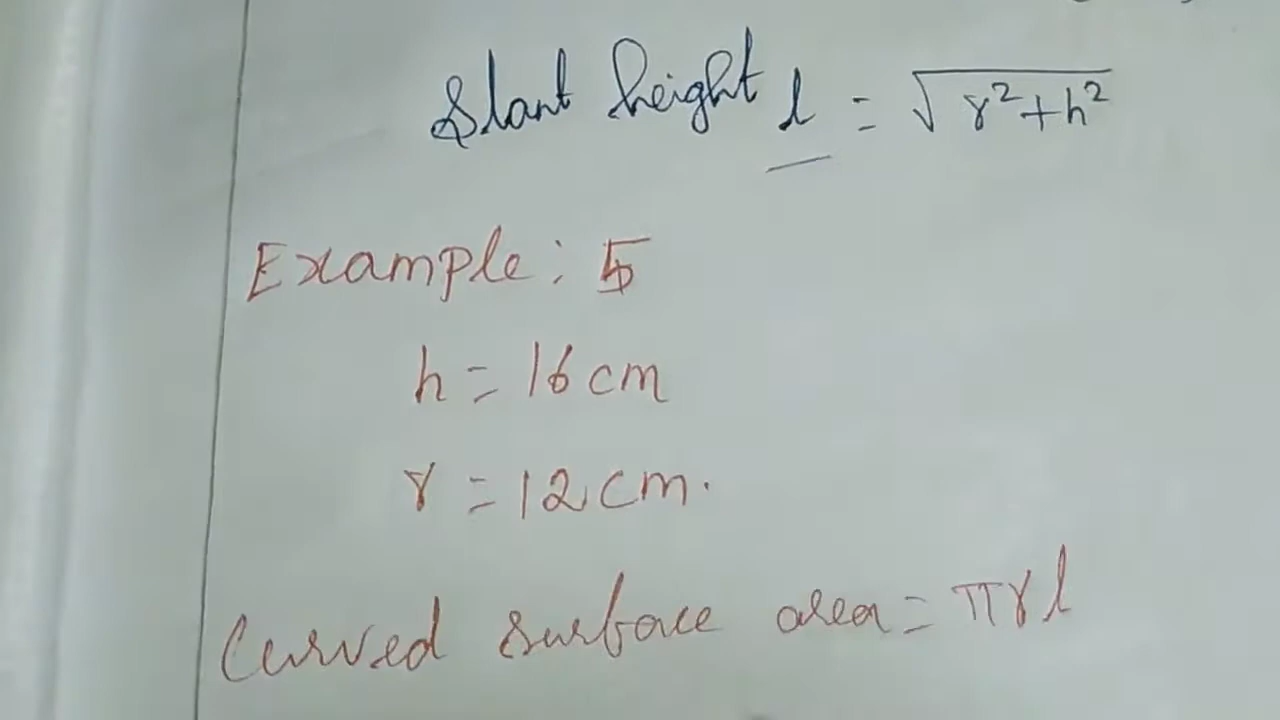 Slant height l = √r²+h²
Example: 5
h = 16 cm
r = 12 cm.
Curved surface area = πrl